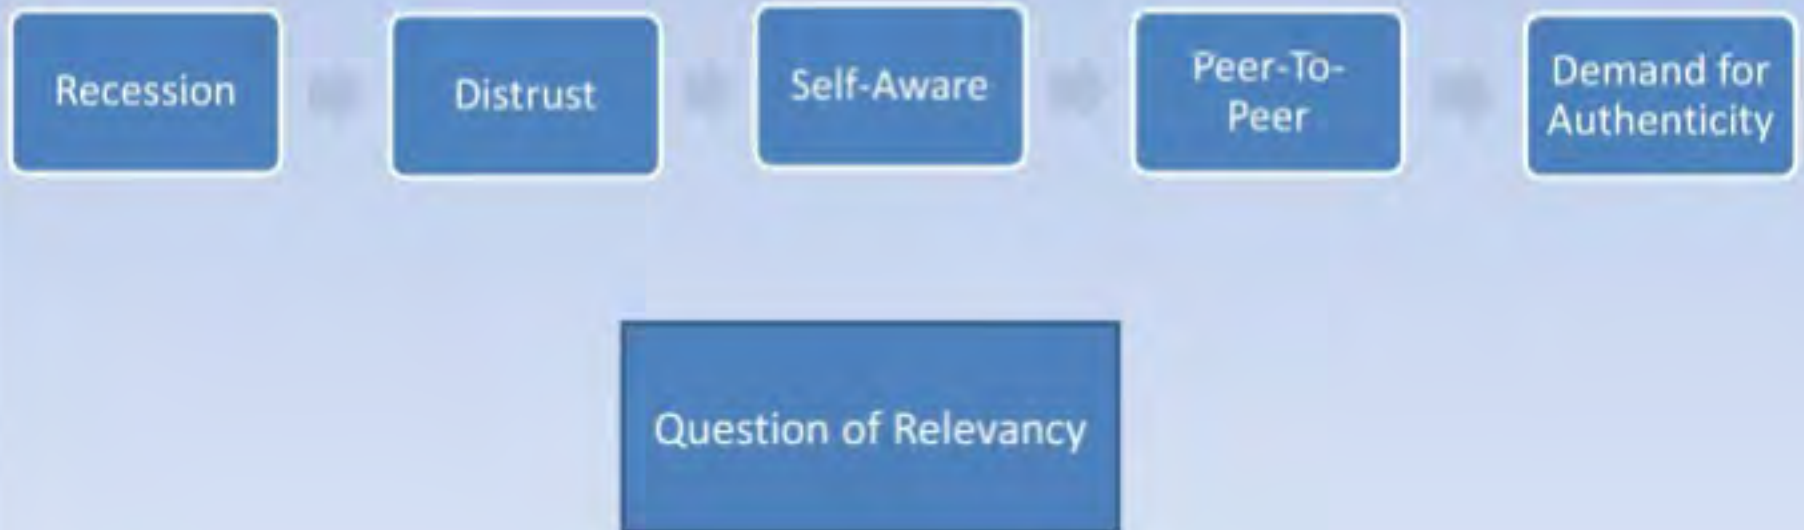 Recession
Distrust
Self-Aware
Peer-To-
Peer
Demand for
Authenticity
Question of Relevancy